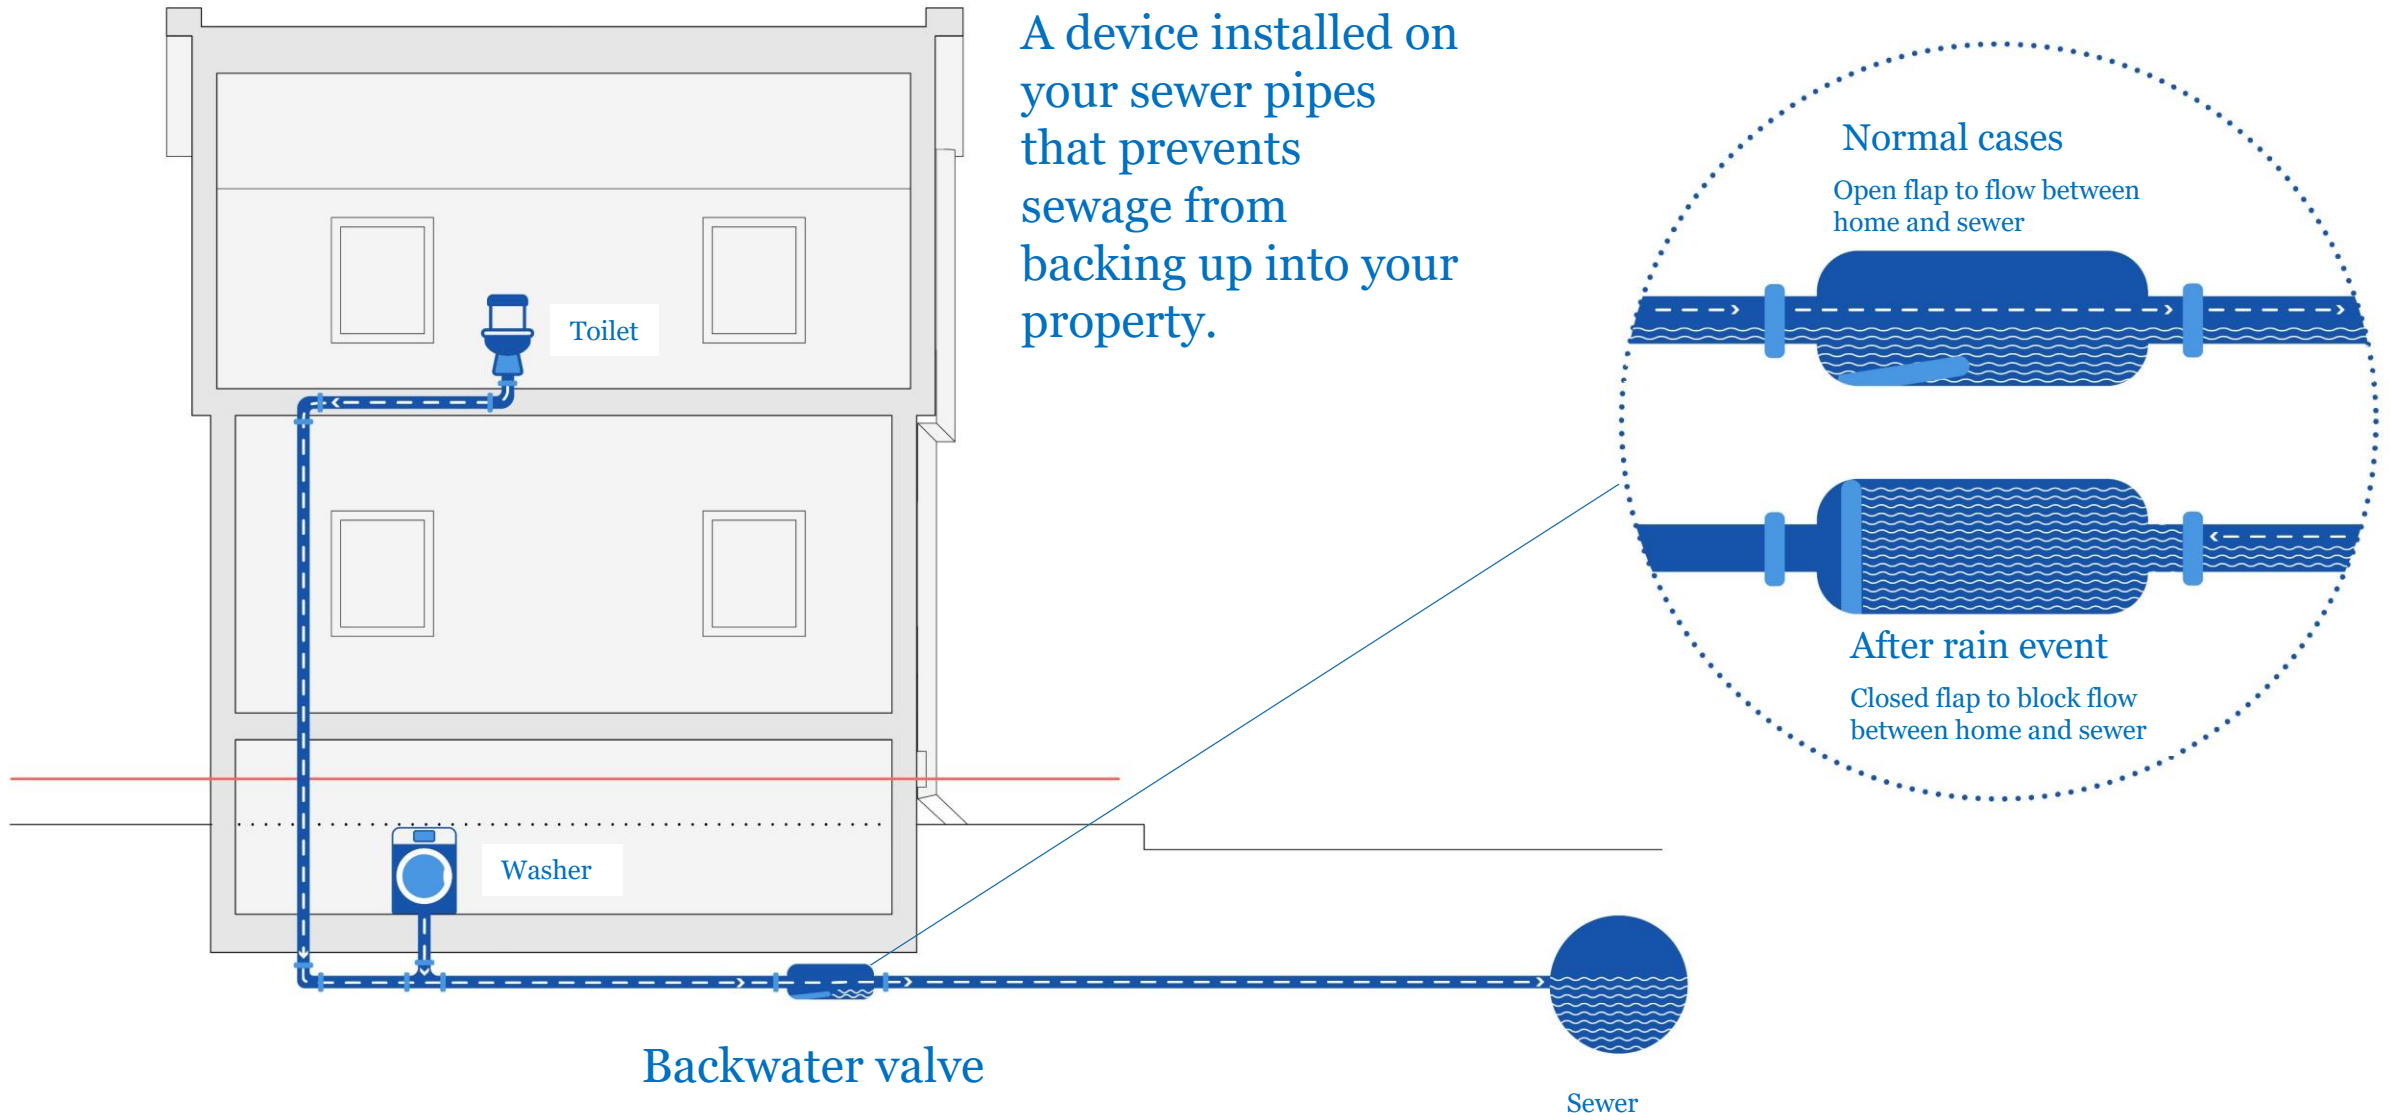 A device installed on
your sewer pipes
that prevents
sewage from
backing up into your
property.
Normal cases
Open flap to flow between
home and sewer
Toilet
After rain event
Closed flap to block flow
between home and sewer
Washer
Backwater valve
Sewer